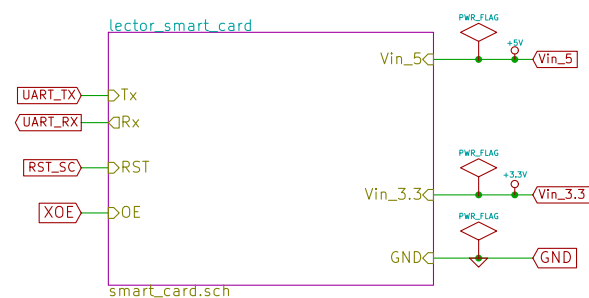 lector_smart_card
PWR_FLAG
+5V
Vin_5
Vin_5
UART_TX
Tx
UART_RX
Rx
RST_SC
RST
PWR_FLAG
+3.3V
Vin_3.3
Vin_3.3
XOE
OE
PWR_FLAG
GND
GND
smart_card.sch